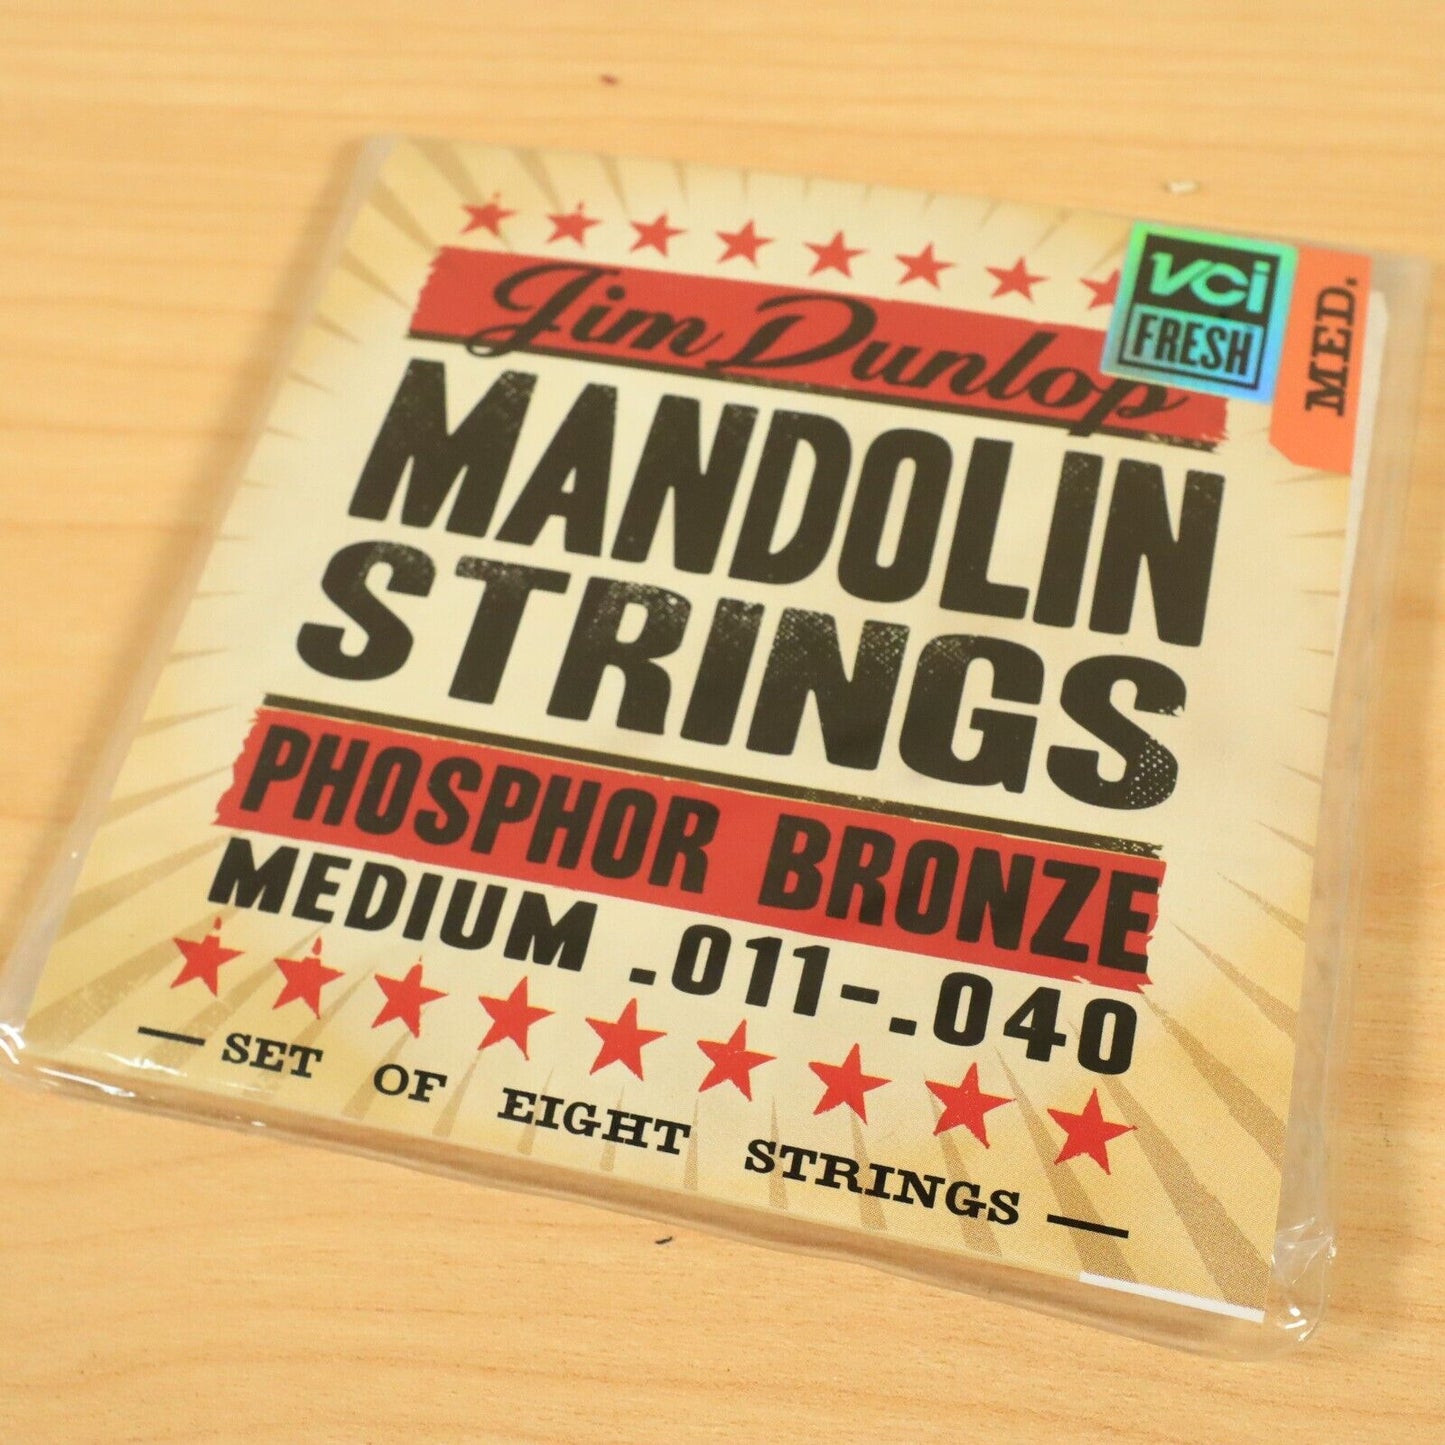 Jim Dunlop
MANDOLIN
STRINGS
PHOSPHOR BRONZE
MEDIUM .011-.040
SET OF EIGHT STRINGS
vci
FRESH
MED.